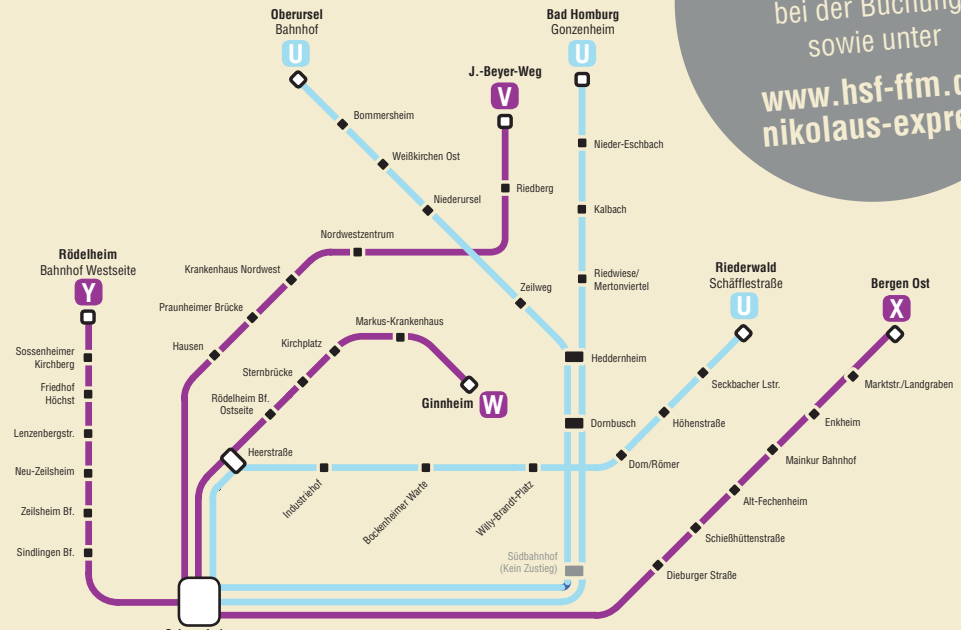 bei der Buchung
sowie unter
www.hsf-ffm.d
nikolaus-expre
Oberursel
Bahnhof
U
Bad Homburg
Gonzenheim
U
J.-Beyer-Weg
V
Bommersheim
Weißkirchen Ost
Niederursel
Nieder-Eschbach
Riedberg
Kalbach
Nordwestzentrum
Rödelheim
Bahnhof Westseite
Y
Krankenhaus Nordwest
Riedwiese/
Mertonviertel
Riederwald
Schäfflestraße
U
Bergen Ost
X
Zeilweg
Praunheimer Brücke
Markus-Krankenhaus
Hausen
Kirchplatz
Sossenheimer
Kirchberg
Heddernheim
Sternbrücke
Seckbacher Lstr.
Marktstr./Landgraben
Friedhof
Höchst
Rödelheim Bf.
Ostseite
Ginnheim
W
Lenzenbergstr.
Dornbusch
Höhenstraße
Enkheim
Heerstraße
Dom/Römer
Mainkur Bahnhof
Neu-Zeilsheim
Industriehof
Bockenheimer Warte
Willy-Brandt-Platz
Alt-Fechenheim
Zeilsheim Bf.
Schießhüttenstraße
Sindlingen Bf.
Südbahnhof
(Kein Zustieg)
Dieburger Straße